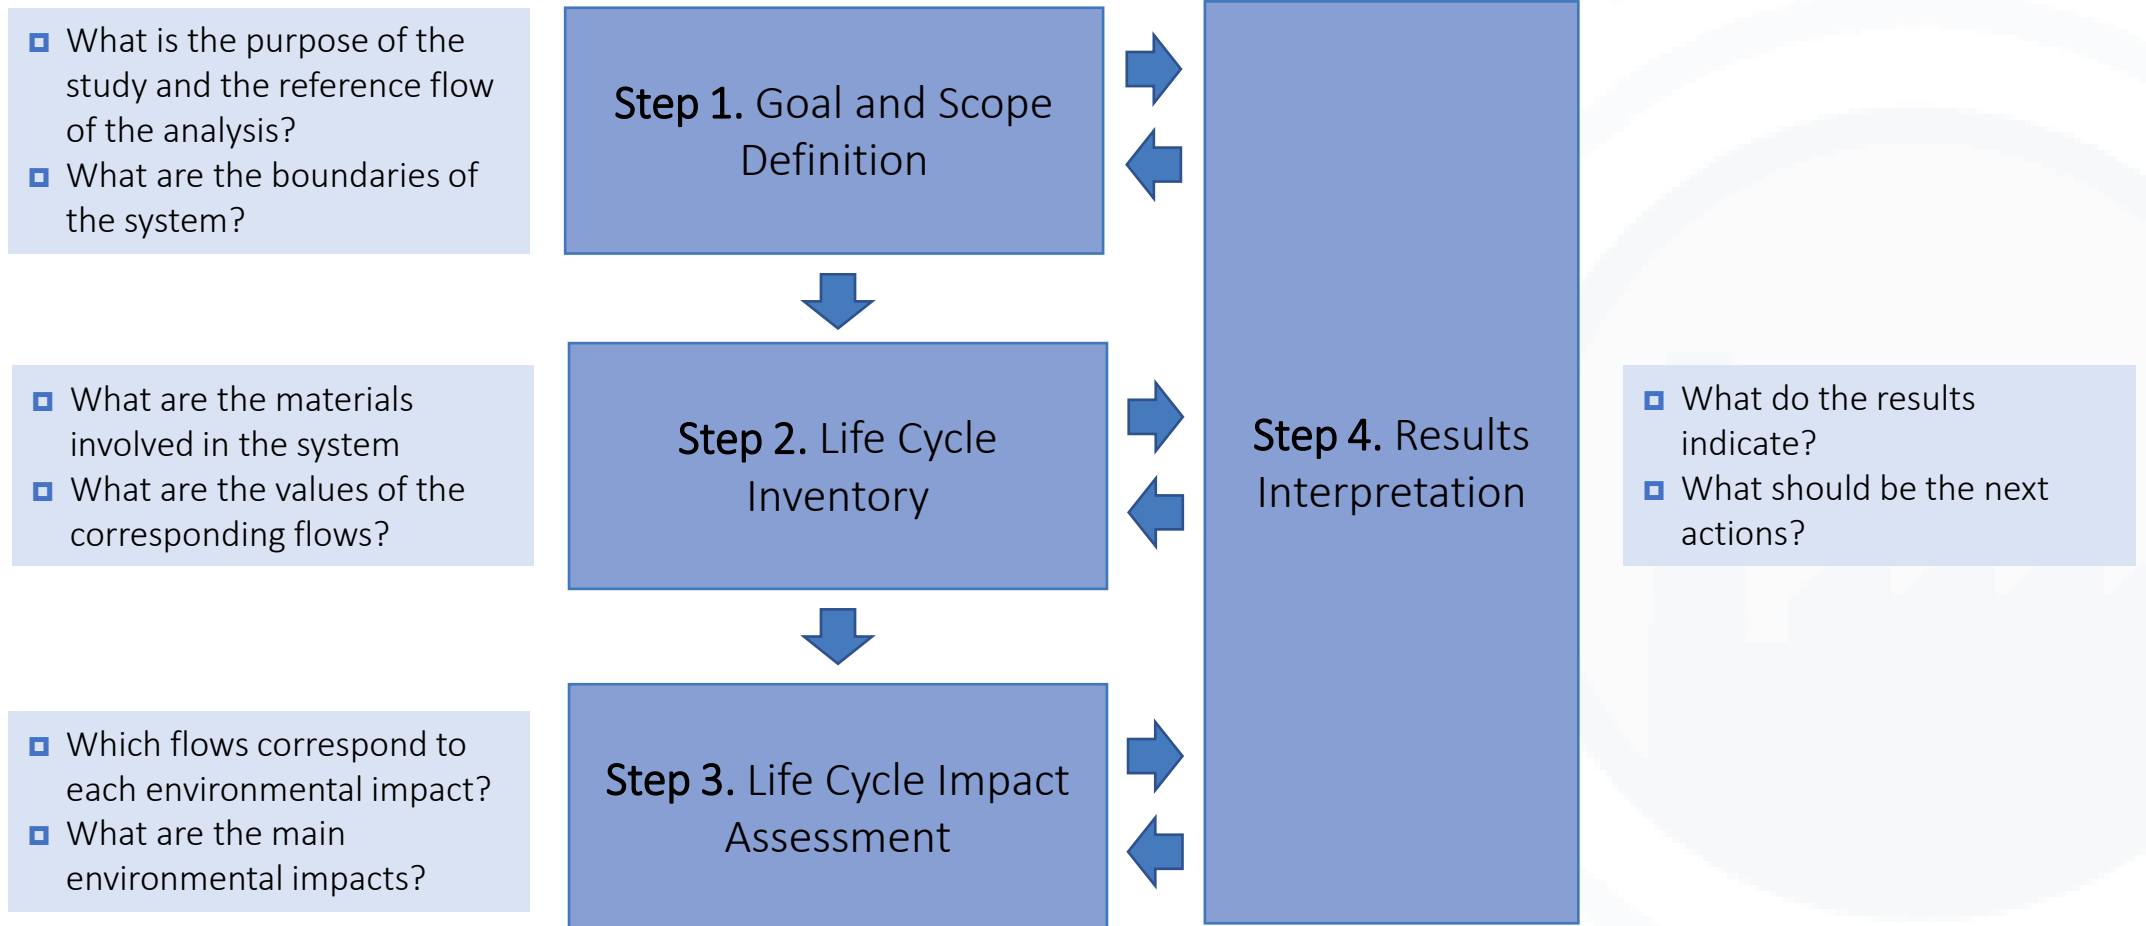 What is the purpose of the
study and the reference flow
of the analysis?
What are the boundaries of
the system?
Step 1. Goal and Scope
Definition
What are the materials
involved in the system
What are the values of the
corresponding flows?
Step 2. Life Cycle
Inventory
Which flows correspond to
each environmental impact?
What are the main
environmental impacts?
Step 3. Life Cycle Impact
Assessment
Step 4. Results
Interpretation
What do the results
indicate?
What should be the next
actions?